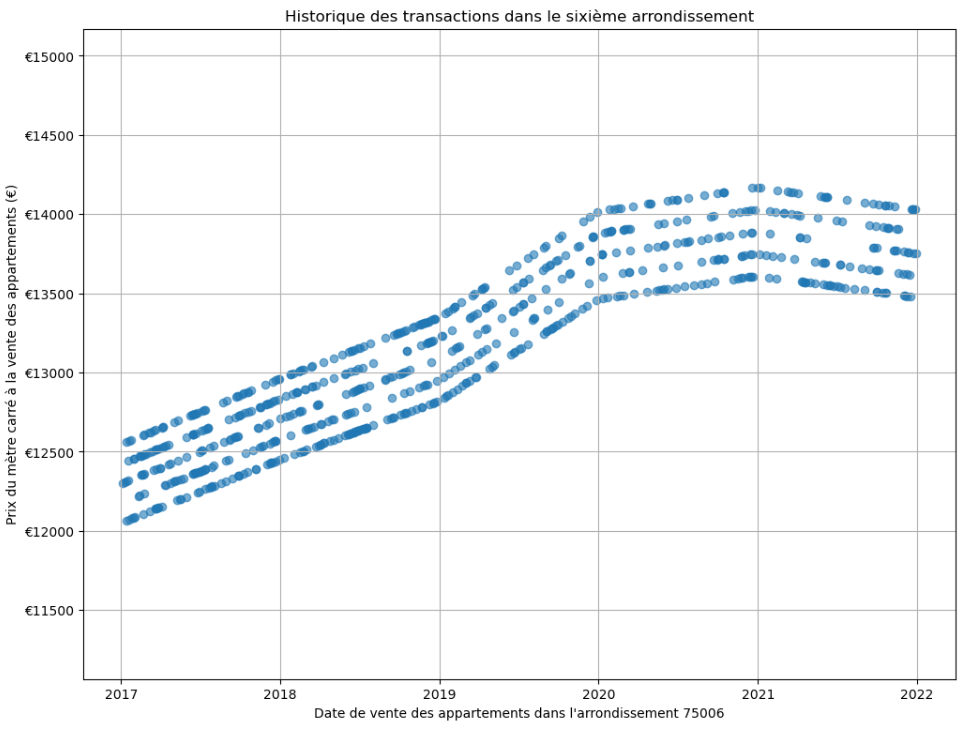 Historique des transactions dans le sixième arrondissement
Prix du mètre carré à la vente des appartements (€)
€15000
€14500
€14000
€13500
€13000
€12500
€12000
€11500
2017 2018 2019 2020 2021 2022
Date de vente des appartements dans l'arrondissement 75006